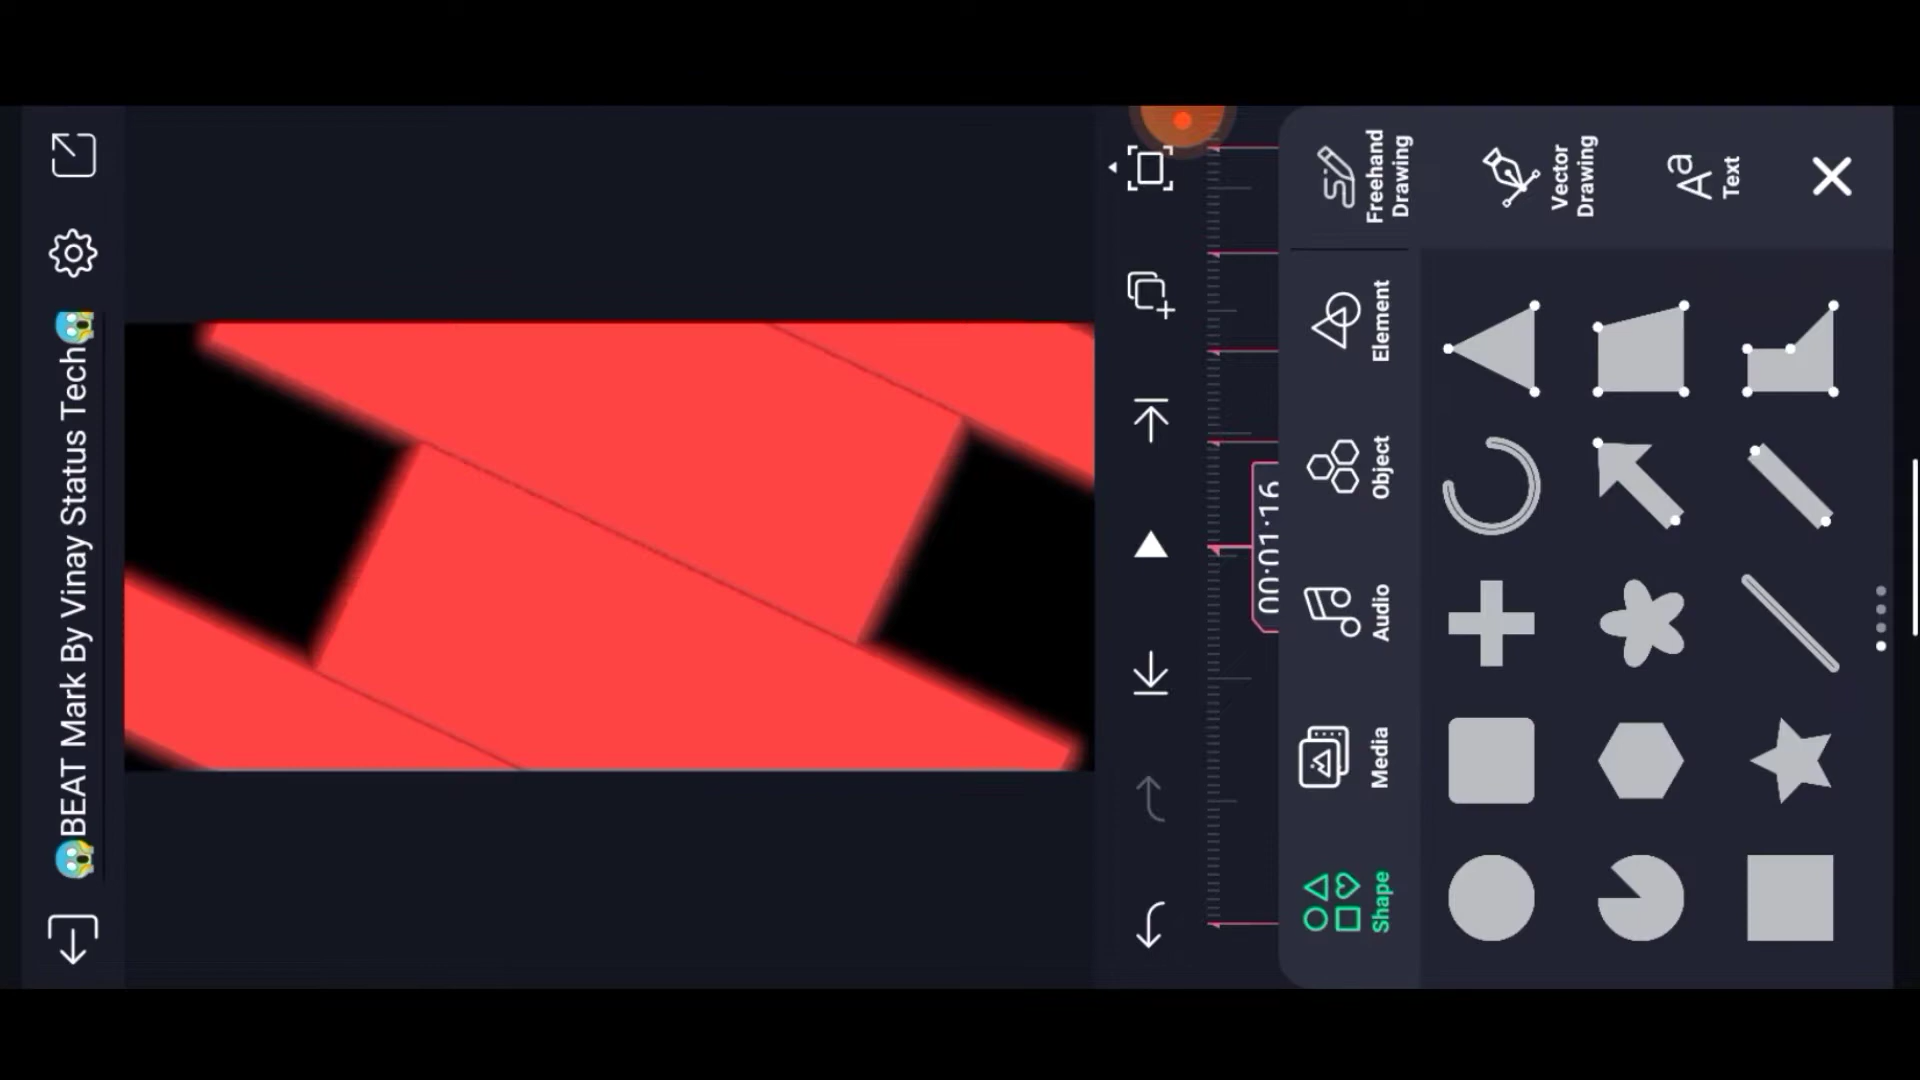 😱BEAT Mark By Vinay Status Tech😱
00:01:16
Shape
Media
Audio
Object
Element
Freehand
Drawing
Vector
Drawing
Aa
Text